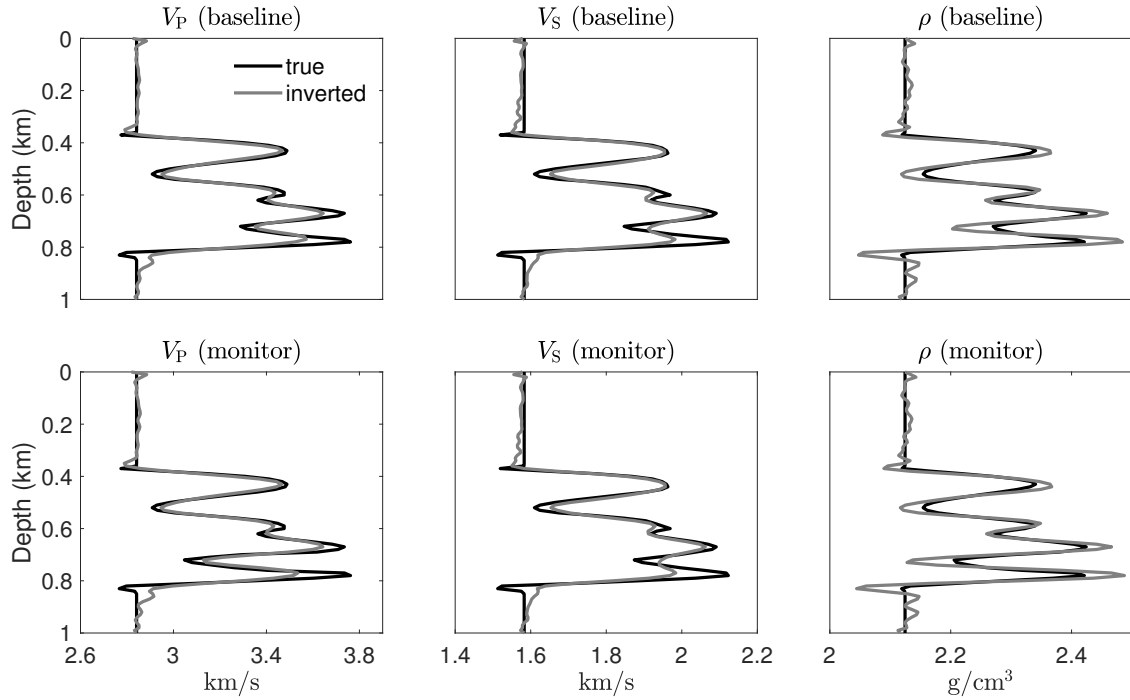 V_P (baseline) V_S (baseline) ρ (baseline)
0
0.2
0.4
0.6
0.8
1
Depth (km)
true
inverted
V_P (monitor) V_S (monitor) ρ (monitor)
0
0.2
0.4
0.6
0.8
1
Depth (km)
2.6 3 3.4 3.8 1.4 1.6 1.8 2 2.2 2 2.2 2.4
km/s km/s g/cm³